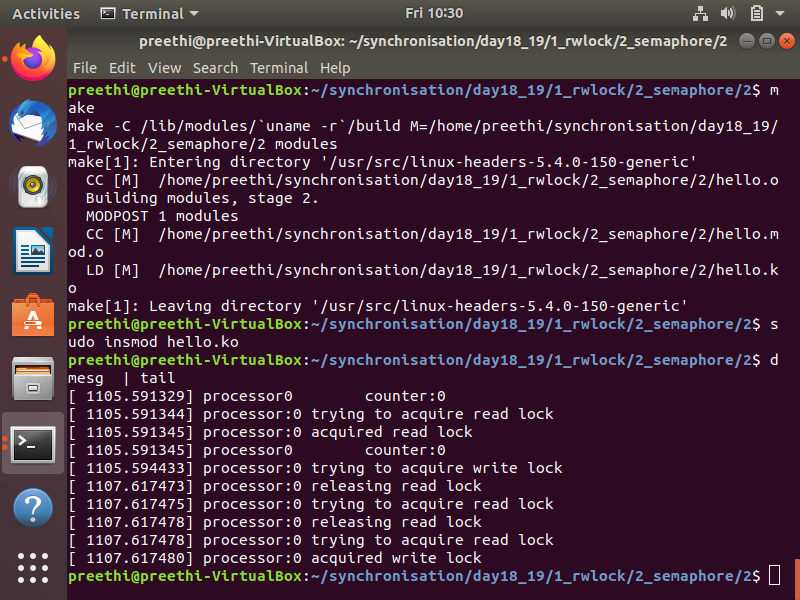 Activities Terminal Fri 10:30
preethi@preethi-VirtualBox: ~/synchronisation/day18_19/1_rwlock/2_semaphore/2
File Edit View Search Terminal Help
preethi@preethi-VirtualBox:~/synchronisation/day18_19/1_rwlock/2_semaphore/2$ m
ake
make -C /lib/modules/`uname -r`/build M=/home/preethi/synchronisation/day18_19/
1_rwlock/2_semaphore/2 modules
make[1]: Entering directory '/usr/src/linux-headers-5.4.0-150-generic'
  CC [M]  /home/preethi/synchronisation/day18_19/1_rwlock/2_semaphore/2/hello.o
  Building modules, stage 2.
  MODPOST 1 modules
  CC [M]  /home/preethi/synchronisation/day18_19/1_rwlock/2_semaphore/2/hello.m
od.o
  LD [M]  /home/preethi/synchronisation/day18_19/1_rwlock/2_semaphore/2/hello.k
o
make[1]: Leaving directory '/usr/src/linux-headers-5.4.0-150-generic'
preethi@preethi-VirtualBox:~/synchronisation/day18_19/1_rwlock/2_semaphore/2$ s
udo insmod hello.ko
preethi@preethi-VirtualBox:~/synchronisation/day18_19/1_rwlock/2_semaphore/2$ d
mesg  | tail
[ 1105.591329] processor0        counter:0
[ 1105.591344] processor:0 trying to acquire read lock
[ 1105.591345] processor:0 acquired read lock
[ 1105.591345] processor0        counter:0
[ 1105.594433] processor:0 trying to acquire write lock
[ 1107.617473] processor:0 releasing read lock
[ 1107.617475] processor:0 trying to acquire read lock
[ 1107.617478] processor:0 releasing read lock
[ 1107.617478] processor:0 trying to acquire read lock
[ 1107.617480] processor:0 acquired write lock
preethi@preethi-VirtualBox:~/synchronisation/day18_19/1_rwlock/2_semaphore/2$